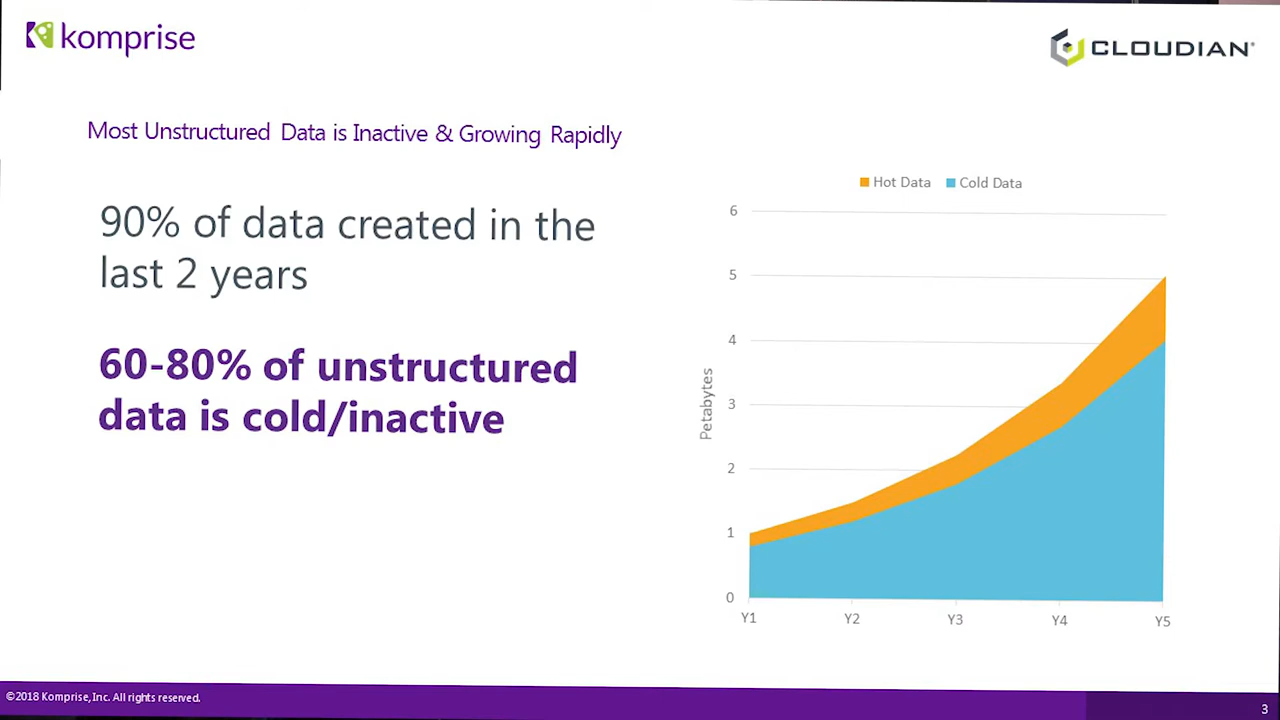 komprise
CLOUDIAN
Most Unstructured Data is Inactive & Growing Rapidly
90% of data created in the
last 2 years
60-80% of unstructured
data is cold/inactive
Hot Data Cold Data
6
5
4
3
2
1
0
Petabytes
Y1 Y2 Y3 Y4 Y5
©2018 Komprise, Inc. All rights reserved.
3